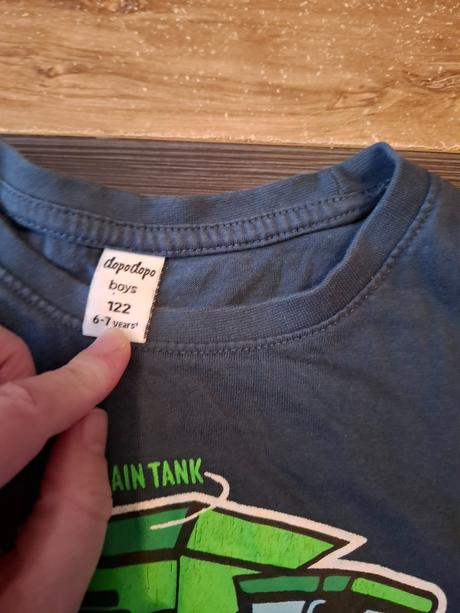 dopodopo
boys
122
6-7 years
AIN TANK